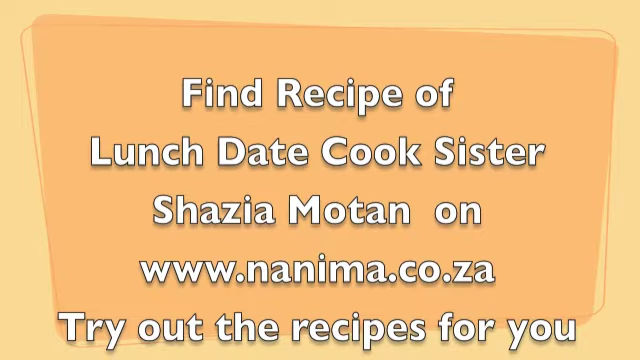 Find Recipe of
Lunch Date Cook Sister
Shazia Motan on
www.nanima.co.za
Try out the recipes for you